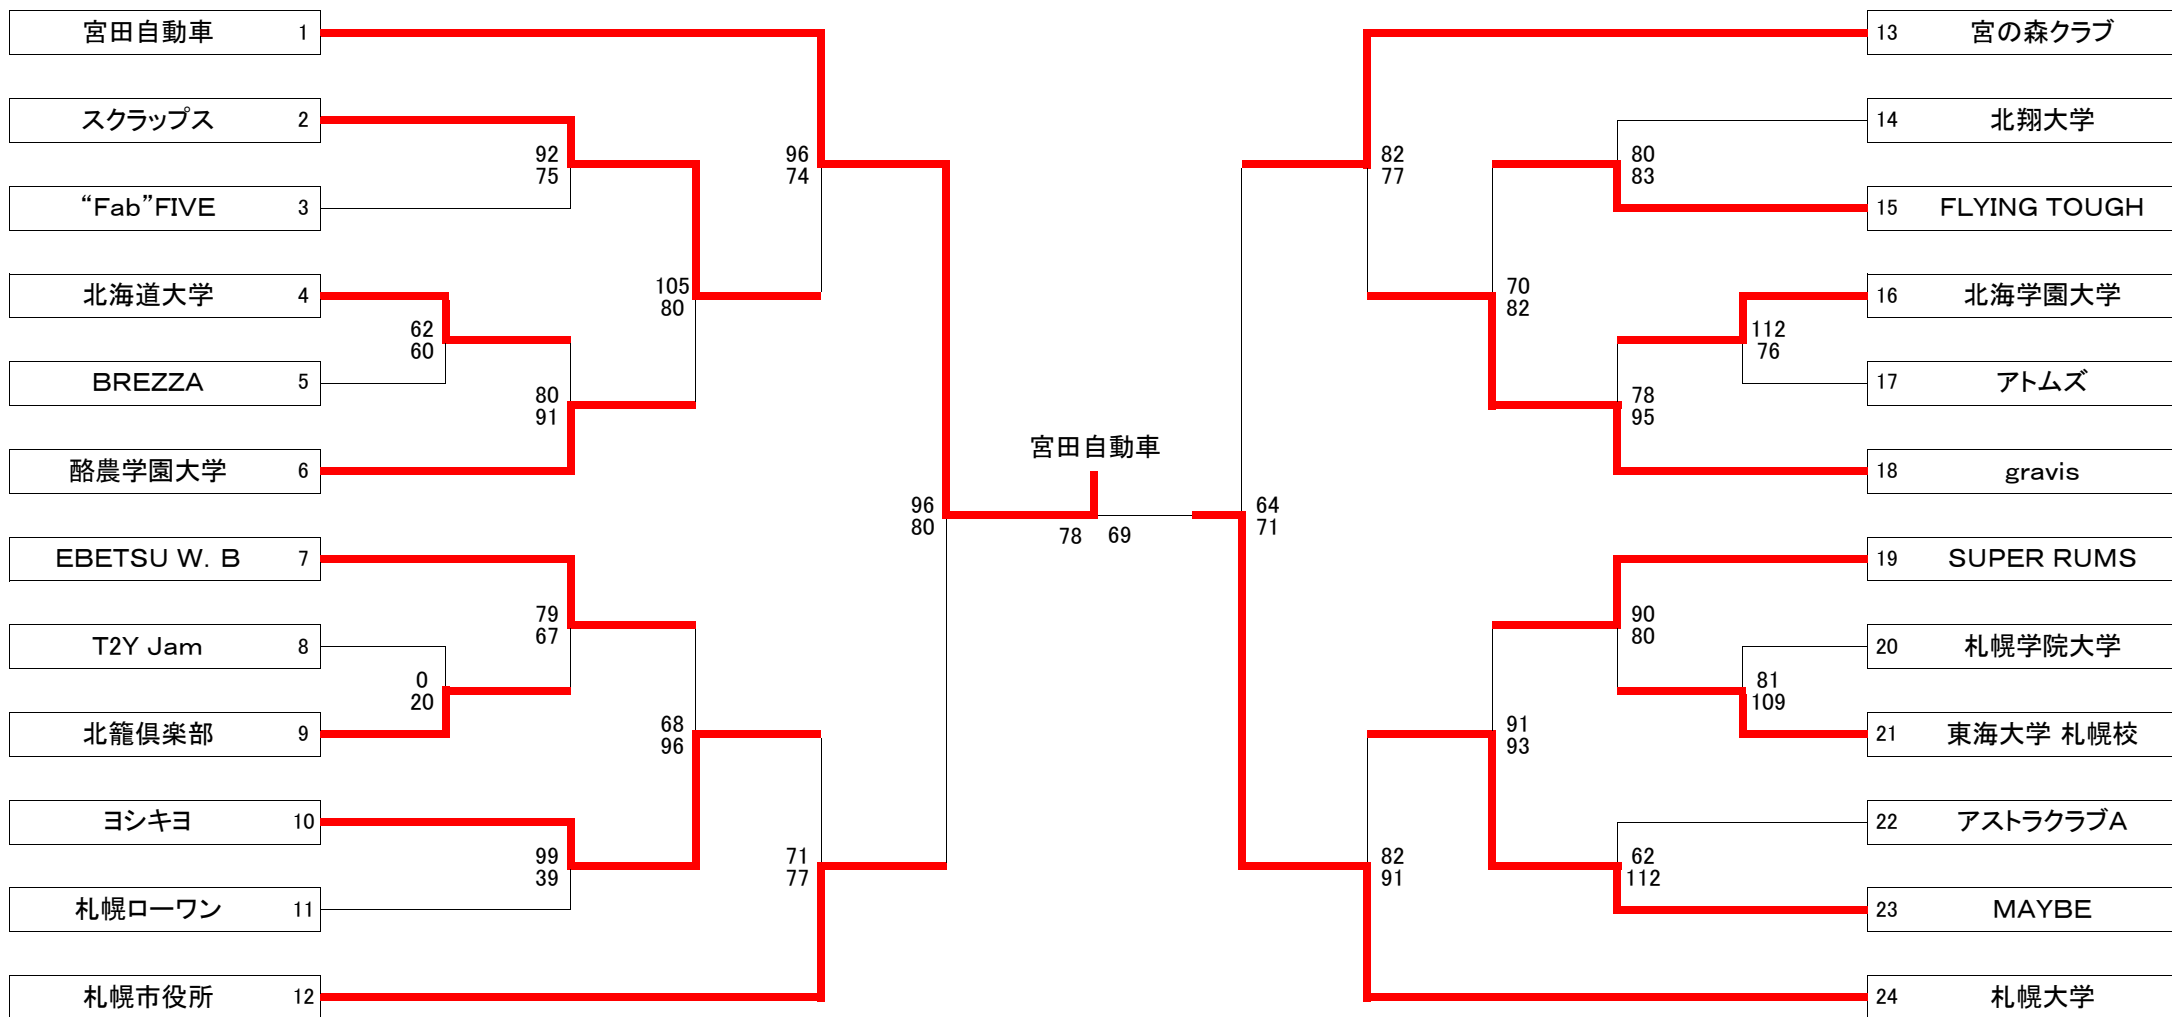 宮田自動車 1
スクラップス 2
“Fab”FIVE 3
北海道大学 4
BREZZA 5
酪農学園大学 6
EBETSU W. B 7
T2Y Jam 8
北籠倶楽部 9
ヨシキヨ 10
札幌ローワン 11
札幌市役所 12
92
75
62
60
80
91
105
80
96
74
79
67
0
20
68
96
99
39
71
77
96
80
宮田自動車
78 69
64
71
82
77
80
83
70
82
112
76
78
95
90
80
81
109
91
93
62
112
82
91
13 宮の森クラブ
14 北翔大学
15 FLYING TOUGH
16 北海学園大学
17 アトムズ
18 gravis
19 SUPER RUMS
20 札幌学院大学
21 東海大学 札幌校
22 アストラクラブA
23 MAYBE
24 札幌大学